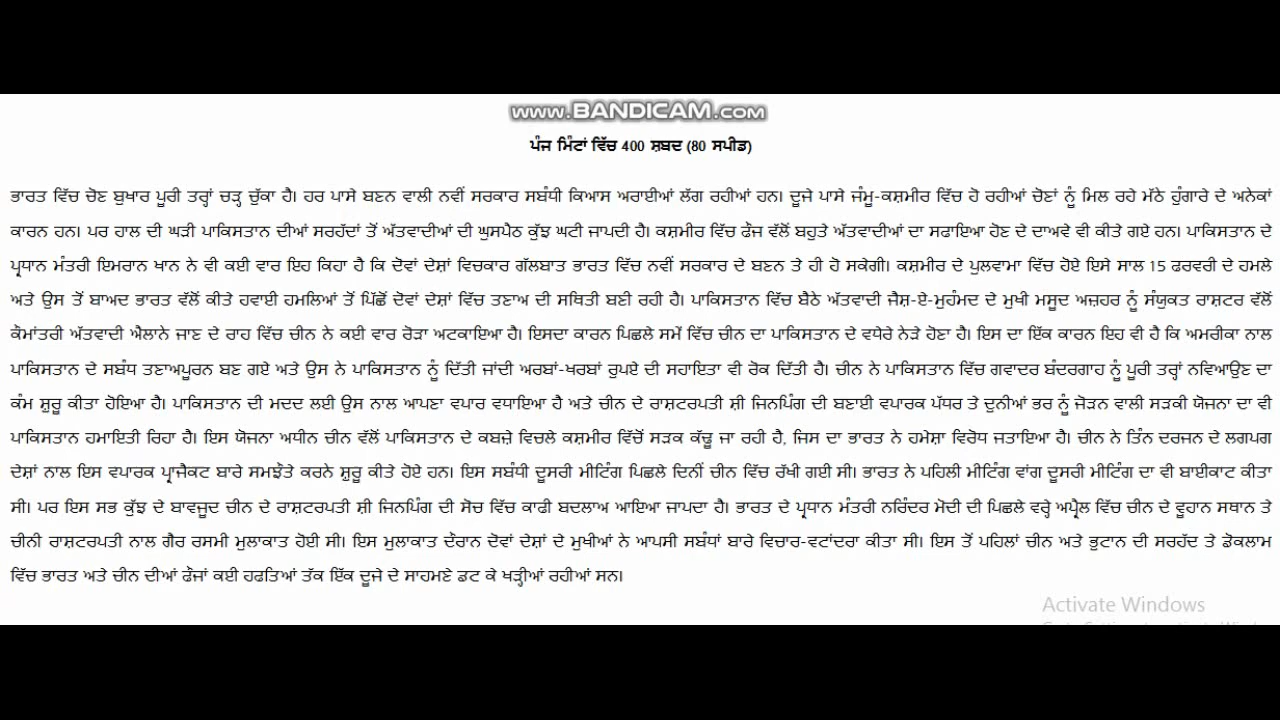 www.BANDICAM.com
ਪੰਜ ਮਿੰਟਾਂ ਵਿੱਚ 400 ਸ਼ਬਦ (80 ਸਪੀਡ)
ਭਾਰਤ ਵਿੱਚ ਚੋਣ ਬੁਖਾਰ ਪੂਰੀ ਤਰ੍ਹਾਂ ਚੜ੍ਹ ਚੁੱਕਾ ਹੈ। ਹਰ ਪਾਸੇ ਬਣਨ ਵਾਲੀ ਨਵੀਂ ਸਰਕਾਰ ਸਬੰਧੀ ਕਿਆਸ ਅਰਾਈਆਂ ਲੱਗ ਰਹੀਆਂ ਹਨ। ਦੂਜੇ ਪਾਸੇ ਜੰਮੂ-ਕਸ਼ਮੀਰ ਵਿੱਚ ਹੋ ਰਹੀਆਂ ਚੋਣਾਂ ਨੂੰ ਮਿਲ ਰਹੇ ਮੱਠੇ ਹੁੰਗਾਰੇ ਦੇ ਅਨੇਕਾਂ
ਕਾਰਨ ਹਨ। ਪਰ ਹਾਲ ਦੀ ਘੜੀ ਪਾਕਿਸਤਾਨ ਦੀਆਂ ਸਰਹੱਦਾਂ ਤੋਂ ਅੱਤਵਾਦੀਆਂ ਦੀ ਘੁਸਪੈਠ ਕੁੱਝ ਘਟੀ ਜਾਪਦੀ ਹੈ। ਕਸ਼ਮੀਰ ਵਿੱਚ ਫੌਜ ਵੱਲੋਂ ਬਹੁਤੇ ਅੱਤਵਾਦੀਆਂ ਦਾ ਸਫਾਇਆ ਹੋਣ ਦੇ ਦਾਅਵੇ ਵੀ ਕੀਤੇ ਗਏ ਹਨ। ਪਾਕਿਸਤਾਨ ਦੇ
ਪ੍ਰਧਾਨ ਮੰਤਰੀ ਇਮਰਾਨ ਖਾਨ ਨੇ ਵੀ ਕਈ ਵਾਰ ਇਹ ਕਿਹਾ ਹੈ ਕਿ ਦੋਵਾਂ ਦੇਸ਼ਾਂ ਵਿਚਕਾਰ ਗੱਲਬਾਤ ਭਾਰਤ ਵਿੱਚ ਨਵੀਂ ਸਰਕਾਰ ਦੇ ਬਣਨ ਤੇ ਹੀ ਹੋ ਸਕੇਗੀ। ਕਸ਼ਮੀਰ ਦੇ ਪੁਲਵਾਮਾ ਵਿੱਚ ਹੋਏ ਇਸੇ ਸਾਲ 15 ਫਰਵਰੀ ਦੇ ਹਮਲੇ
ਅਤੇ ਉਸ ਤੋਂ ਬਾਅਦ ਭਾਰਤ ਵੱਲੋਂ ਕੀਤੇ ਹਵਾਈ ਹਮਲਿਆਂ ਤੋਂ ਪਿੱਛੋਂ ਦੋਵਾਂ ਦੇਸ਼ਾਂ ਵਿੱਚ ਤਣਾਅ ਦੀ ਸਥਿਤੀ ਬਣੀ ਰਹੀ ਹੈ। ਪਾਕਿਸਤਾਨ ਵਿੱਚ ਬੈਠੇ ਅੱਤਵਾਦੀ ਜੈਸ਼-ਏ-ਮੁਹੰਮਦ ਦੇ ਮੁਖੀ ਮਸੂਦ ਅਜ਼ਹਰ ਨੂੰ ਸੰਯੁਕਤ ਰਾਸ਼ਟਰ ਵੱਲੋਂ
ਕੌਮਾਂਤਰੀ ਅੱਤਵਾਦੀ ਐਲਾਨੇ ਜਾਣ ਦੇ ਰਾਹ ਵਿੱਚ ਚੀਨ ਨੇ ਕਈ ਵਾਰ ਰੋੜਾ ਅਟਕਾਇਆ ਹੈ। ਇਸਦਾ ਕਾਰਨ ਪਿਛਲੇ ਸਮੇਂ ਵਿੱਚ ਚੀਨ ਦਾ ਪਾਕਿਸਤਾਨ ਦੇ ਵਧੇਰੇ ਨੇੜੇ ਹੋਣਾ ਹੈ। ਇਸ ਦਾ ਇੱਕ ਕਾਰਨ ਇਹ ਵੀ ਹੈ ਕਿ ਅਮਰੀਕਾ ਨਾਲ
ਪਾਕਿਸਤਾਨ ਦੇ ਸਬੰਧ ਤਣਾਅਪੂਰਨ ਬਣ ਗਏ ਅਤੇ ਉਸ ਨੇ ਪਾਕਿਸਤਾਨ ਨੂੰ ਦਿੱਤੀ ਜਾਂਦੀ ਅਰਬਾਂ-ਖਰਬਾਂ ਰੁਪਏ ਦੀ ਸਹਾਇਤਾ ਵੀ ਰੋਕ ਦਿੱਤੀ ਹੈ। ਚੀਨ ਨੇ ਪਾਕਿਸਤਾਨ ਵਿੱਚ ਗਵਾਦਰ ਬੰਦਰਗਾਹ ਨੂੰ ਪੂਰੀ ਤਰ੍ਹਾਂ ਨਵਿਆਉਣ ਦਾ
ਕੰਮ ਸ਼ੁਰੂ ਕੀਤਾ ਹੋਇਆ ਹੈ। ਪਾਕਿਸਤਾਨ ਦੀ ਮਦਦ ਲਈ ਉਸ ਨਾਲ ਆਪਣਾ ਵਪਾਰ ਵਧਾਇਆ ਹੈ ਅਤੇ ਚੀਨ ਦੇ ਰਾਸ਼ਟਰਪਤੀ ਸ਼ੀ ਜਿਨਪਿੰਗ ਦੀ ਬਣਾਈ ਵਪਾਰਕ ਪੱਧਰ ਤੇ ਦੁਨੀਆਂ ਭਰ ਨੂੰ ਜੋੜਨ ਵਾਲੀ ਸੜਕੀ ਯੋਜਨਾ ਦਾ ਵੀ
ਪਾਕਿਸਤਾਨ ਹਮਾਇਤੀ ਰਿਹਾ ਹੈ। ਇਸ ਯੋਜਨਾ ਅਧੀਨ ਚੀਨ ਵੱਲੋਂ ਪਾਕਿਸਤਾਨ ਦੇ ਕਬਜ਼ੇ ਵਿਚਲੇ ਕਸ਼ਮੀਰ ਵਿੱਚੋਂ ਸੜਕ ਕੱਢੂ ਜਾ ਰਹੀ ਹੈ, ਜਿਸ ਦਾ ਭਾਰਤ ਨੇ ਹਮੇਸ਼ਾ ਵਿਰੋਧ ਜਤਾਇਆ ਹੈ। ਚੀਨ ਨੇ ਤਿੰਨ ਦਰਜਨ ਦੇ ਲਗਪਗ
ਦੇਸ਼ਾਂ ਨਾਲ ਇਸ ਵਪਾਰਕ ਪ੍ਰਾਜੈਕਟ ਬਾਰੇ ਸਮਝੌਤੇ ਕਰਨੇ ਸ਼ੁਰੂ ਕੀਤੇ ਹੋਏ ਹਨ। ਇਸ ਸਬੰਧੀ ਦੂਸਰੀ ਮੀਟਿੰਗ ਪਿਛਲੇ ਦਿਨੀਂ ਚੀਨ ਵਿੱਚ ਰੱਖੀ ਗਈ ਸੀ। ਭਾਰਤ ਨੇ ਪਹਿਲੀ ਮੀਟਿੰਗ ਵਾਂਗ ਦੂਸਰੀ ਮੀਟਿੰਗ ਦਾ ਵੀ ਬਾਈਕਾਟ ਕੀਤਾ
ਸੀ। ਪਰ ਇਸ ਸਭ ਕੁੱਝ ਦੇ ਬਾਵਜੂਦ ਚੀਨ ਦੇ ਰਾਸ਼ਟਰਪਤੀ ਸ਼ੀ ਜਿਨਪਿੰਗ ਦੀ ਸੋਚ ਵਿੱਚ ਕਾਫੀ ਬਦਲਾਅ ਆਇਆ ਜਾਪਦਾ ਹੈ। ਭਾਰਤ ਦੇ ਪ੍ਰਧਾਨ ਮੰਤਰੀ ਨਰਿੰਦਰ ਮੋਦੀ ਦੀ ਪਿਛਲੇ ਵਰ੍ਹੇ ਅਪ੍ਰੈਲ ਵਿੱਚ ਚੀਨ ਦੇ ਵੂਹਾਨ ਸਥਾਨ ਤੇ
ਚੀਨੀ ਰਾਸ਼ਟਰਪਤੀ ਨਾਲ ਗੈਰ ਰਸਮੀ ਮੁਲਾਕਾਤ ਹੋਈ ਸੀ। ਇਸ ਮੁਲਾਕਾਤ ਦੌਰਾਨ ਦੋਵਾਂ ਦੇਸ਼ਾਂ ਦੇ ਮੁਖੀਆਂ ਨੇ ਆਪਸੀ ਸਬੰਧਾਂ ਬਾਰੇ ਵਿਚਾਰ-ਵਟਾਂਦਰਾ ਕੀਤਾ ਸੀ। ਇਸ ਤੋਂ ਪਹਿਲਾਂ ਚੀਨ ਅਤੇ ਭੁਟਾਨ ਦੀ ਸਰਹੱਦ ਤੇ ਡੋਕਲਾਮ
ਵਿੱਚ ਭਾਰਤ ਅਤੇ ਚੀਨ ਦੀਆਂ ਫੌਜਾਂ ਕਈ ਹਫਤਿਆਂ ਤੱਕ ਇੱਕ ਦੂਜੇ ਦੇ ਸਾਹਮਣੇ ਡਟ ਕੇ ਖੜ੍ਹੀਆਂ ਰਹੀਆਂ ਸਨ।
Activate Windows